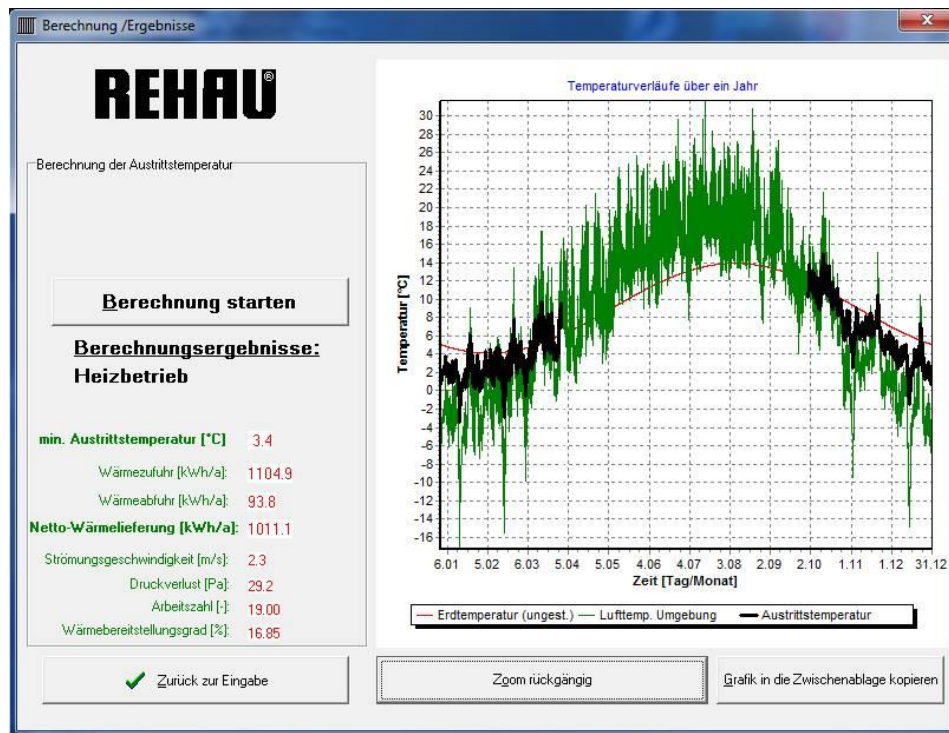 Berechnung /Ergebnisse
REHAU®
Berechnung der Austrittstemperatur
Berechnung starten
Berechnungsergebnisse:
Heizbetrieb
min. Austrittstemperatur [°C] 3.4
Wärmezufuhr [kWh/a]: 1104.9
Wärmeabfuhr [kWh/a]: 93.8
Netto-Wärmelieferung [kWh/a]: 1011.1
Strömungsgeschwindigkeit [m/s]: 2.3
Druckverlust [Pa]: 29.2
Arbeitszahl [-]: 19.00
Wärmebereitstellungsgrad [%]: 16.85
Zurück zur Eingabe
Temperaturverläufe über ein Jahr
Temperatur [°C]
30
28
26
24
22
20
18
16
14
12
10
8
6
4
2
0
-2
-4
-6
-8
-10
-12
-14
-16
6.01 5.02 6.03 5.04 5.05 4.06 4.07 3.08 2.09 2.10 1.11 1.12 31.12
Zeit [Tag/Monat]
Erdtemperatur (ungest.) Lufttemp. Umgebung Austrittstemperatur
Zoom rückgängig
Grafik in die Zwischenablage kopieren